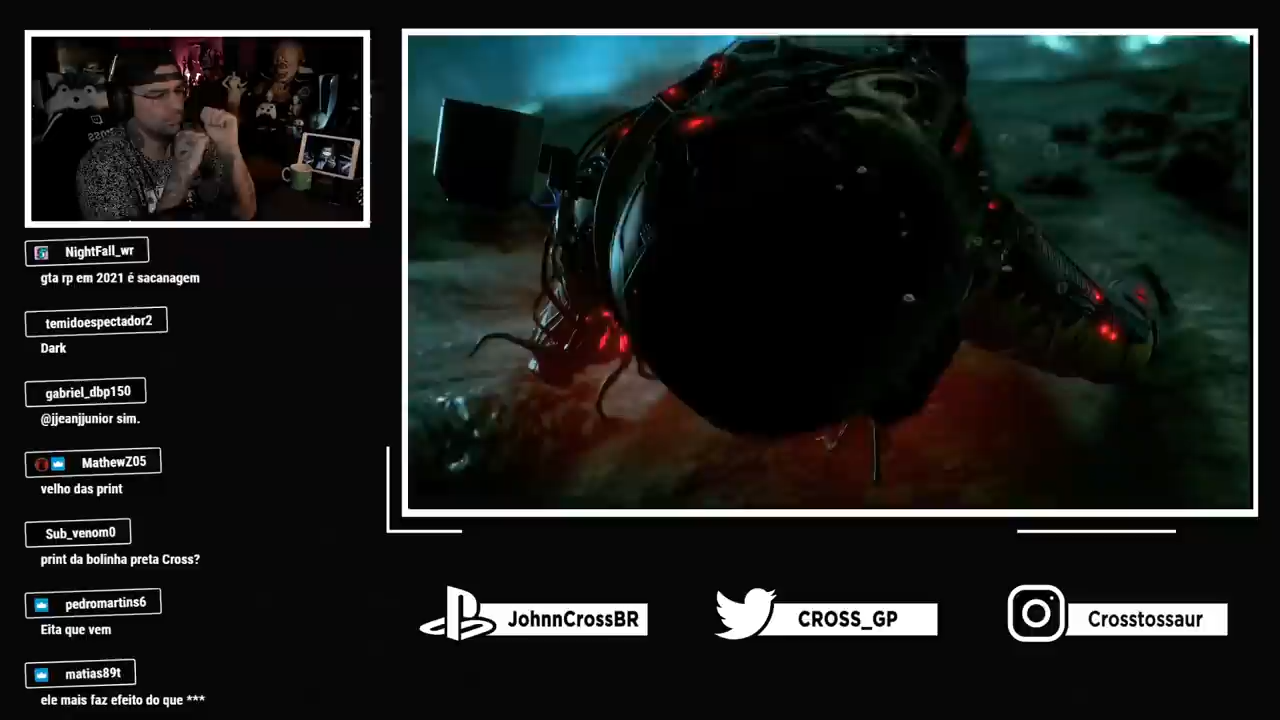 NightFall_wr
gta rp em 2021 é sacanagem
temidoespectador2
Dark
gabriel_dbp150
@jjeanjjunior sim.
MathewZ05
velho das print
Sub_venom0
print da bolinha preta Cross?
pedromartins6
Eita que vem
matias89t
ele mais faz efeito do que ***
JohnnCrossBR
CROSS_GP
Crosstossaur